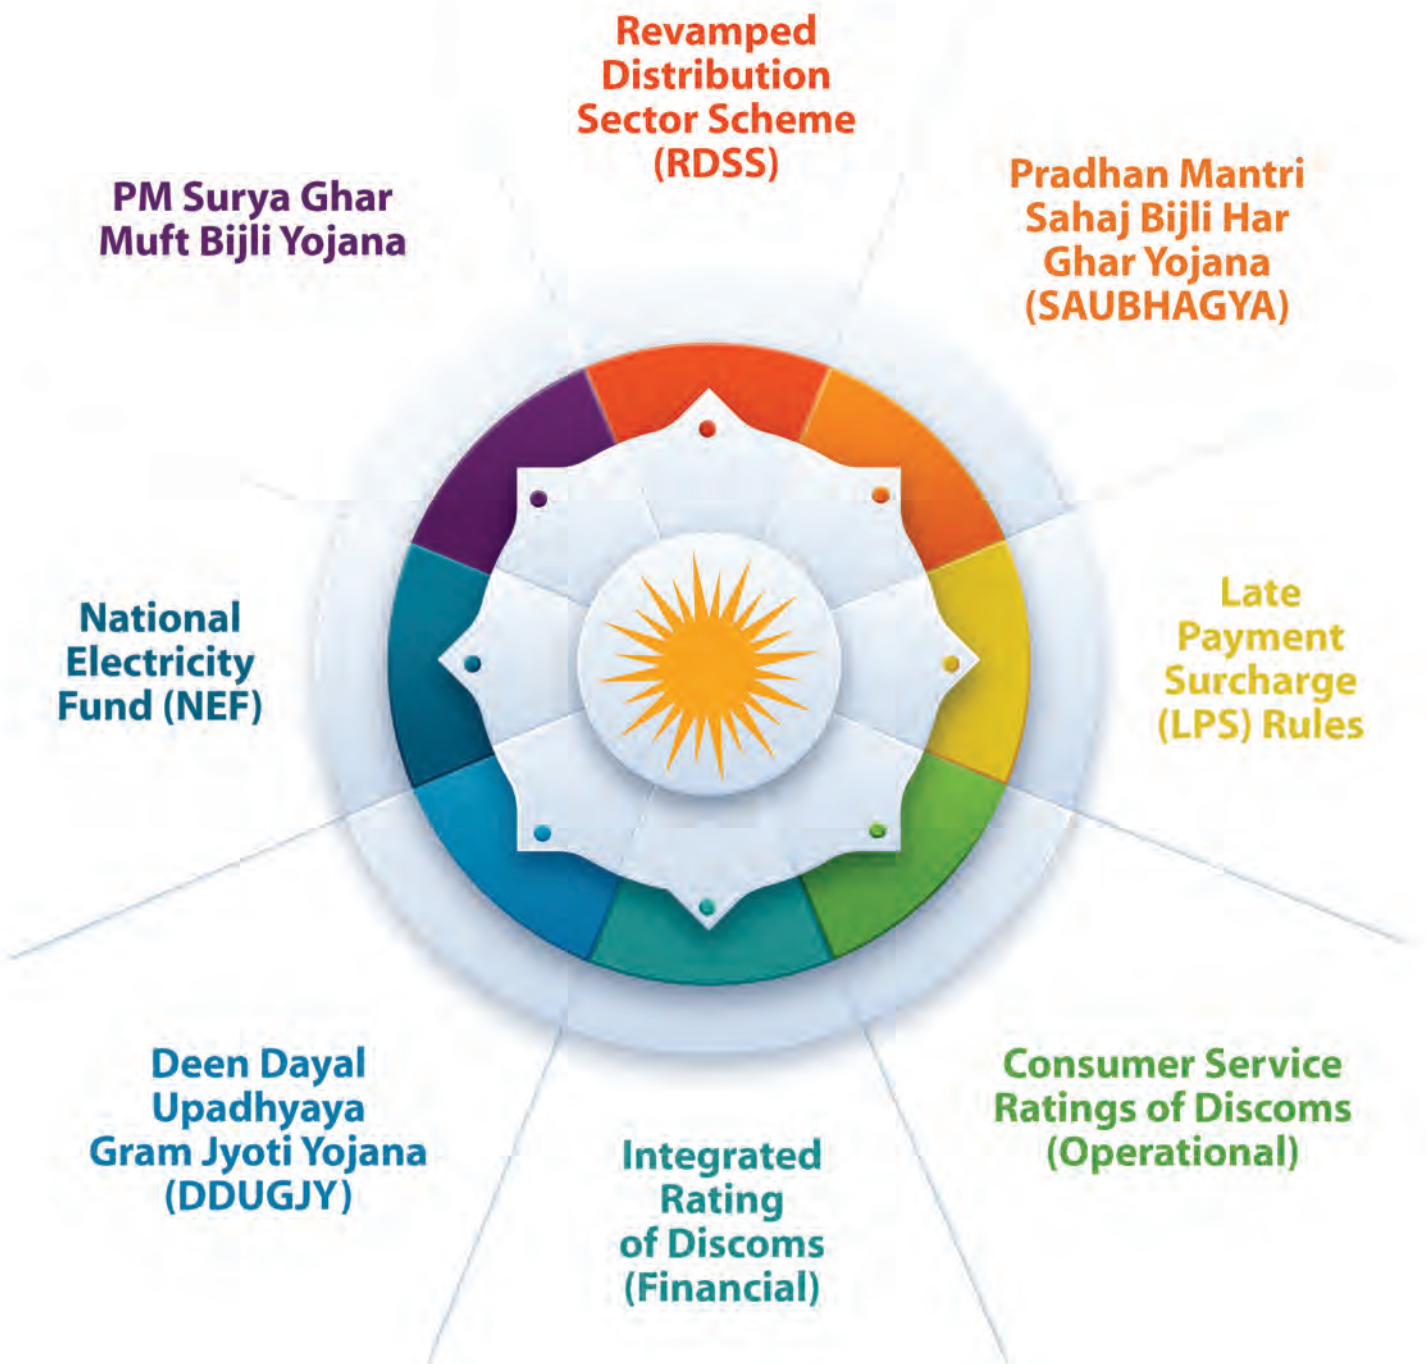 Revamped
Distribution
Sector Scheme
(RDSS)
Pradhan Mantri
Sahaj Bijli Har
Ghar Yojana
(SAUBHAGYA)
Late
Payment
Surcharge
(LPS) Rules
Consumer Service
Ratings of Discoms
(Operational)
Integrated
Rating
of Discoms
(Financial)
Deen Dayal
Upadhyaya
Gram Jyoti Yojana
(DDUGJY)
National
Electricity
Fund (NEF)
PM Surya Ghar
Muft Bijli Yojana